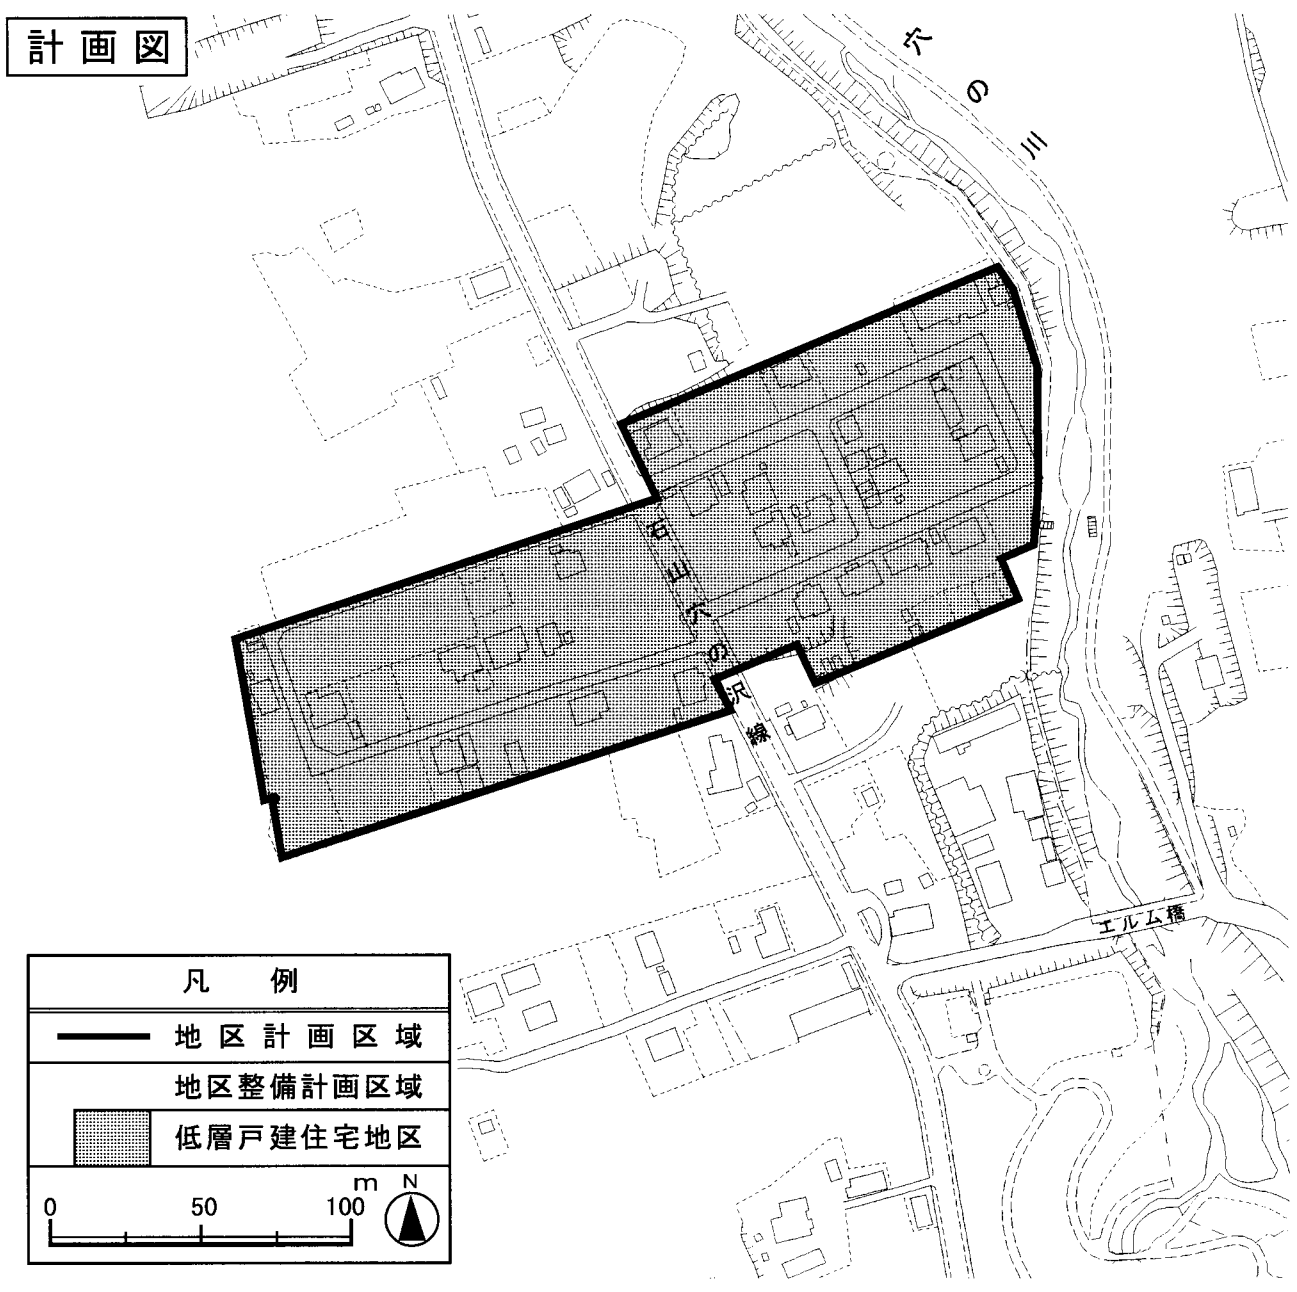 計画図
穴の川
石山穴の沢線
エルム橋
凡 例
地区計画区域
地区整備計画区域
低層戸建住宅地区
0 50 100 m
N